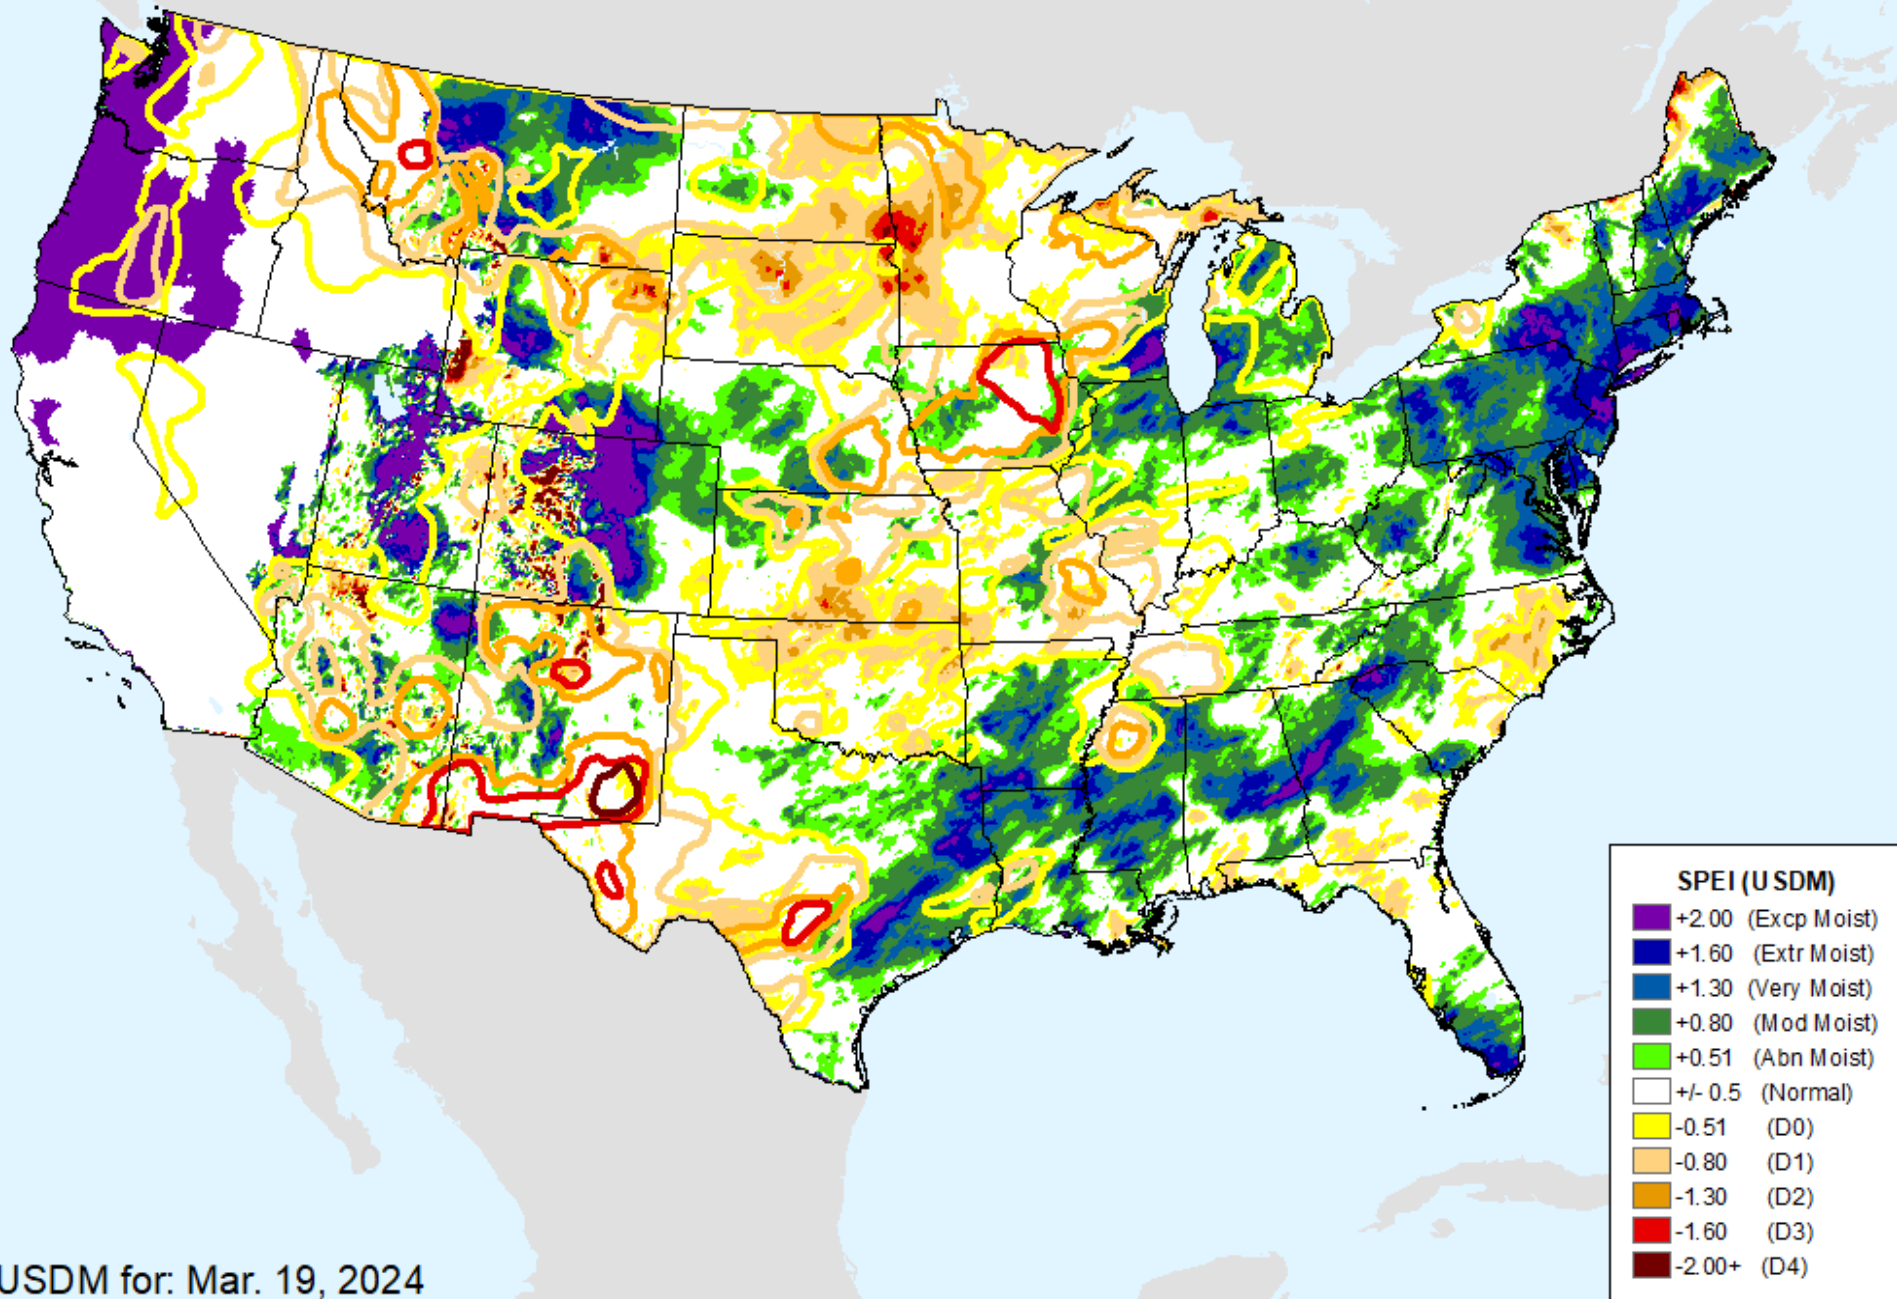 SPEI (USDM)
+2.00 (Excp Moist)
+1.60 (Extr Moist)
+1.30 (Very Moist)
+0.80 (Mod Moist)
+0.51 (Abn Moist)
+/- 0.5 (Normal)
-0.51 (D0)
-0.80 (D1)
-1.30 (D2)
-1.60 (D3)
-2.00+ (D4)
USDM for: Mar. 19, 2024